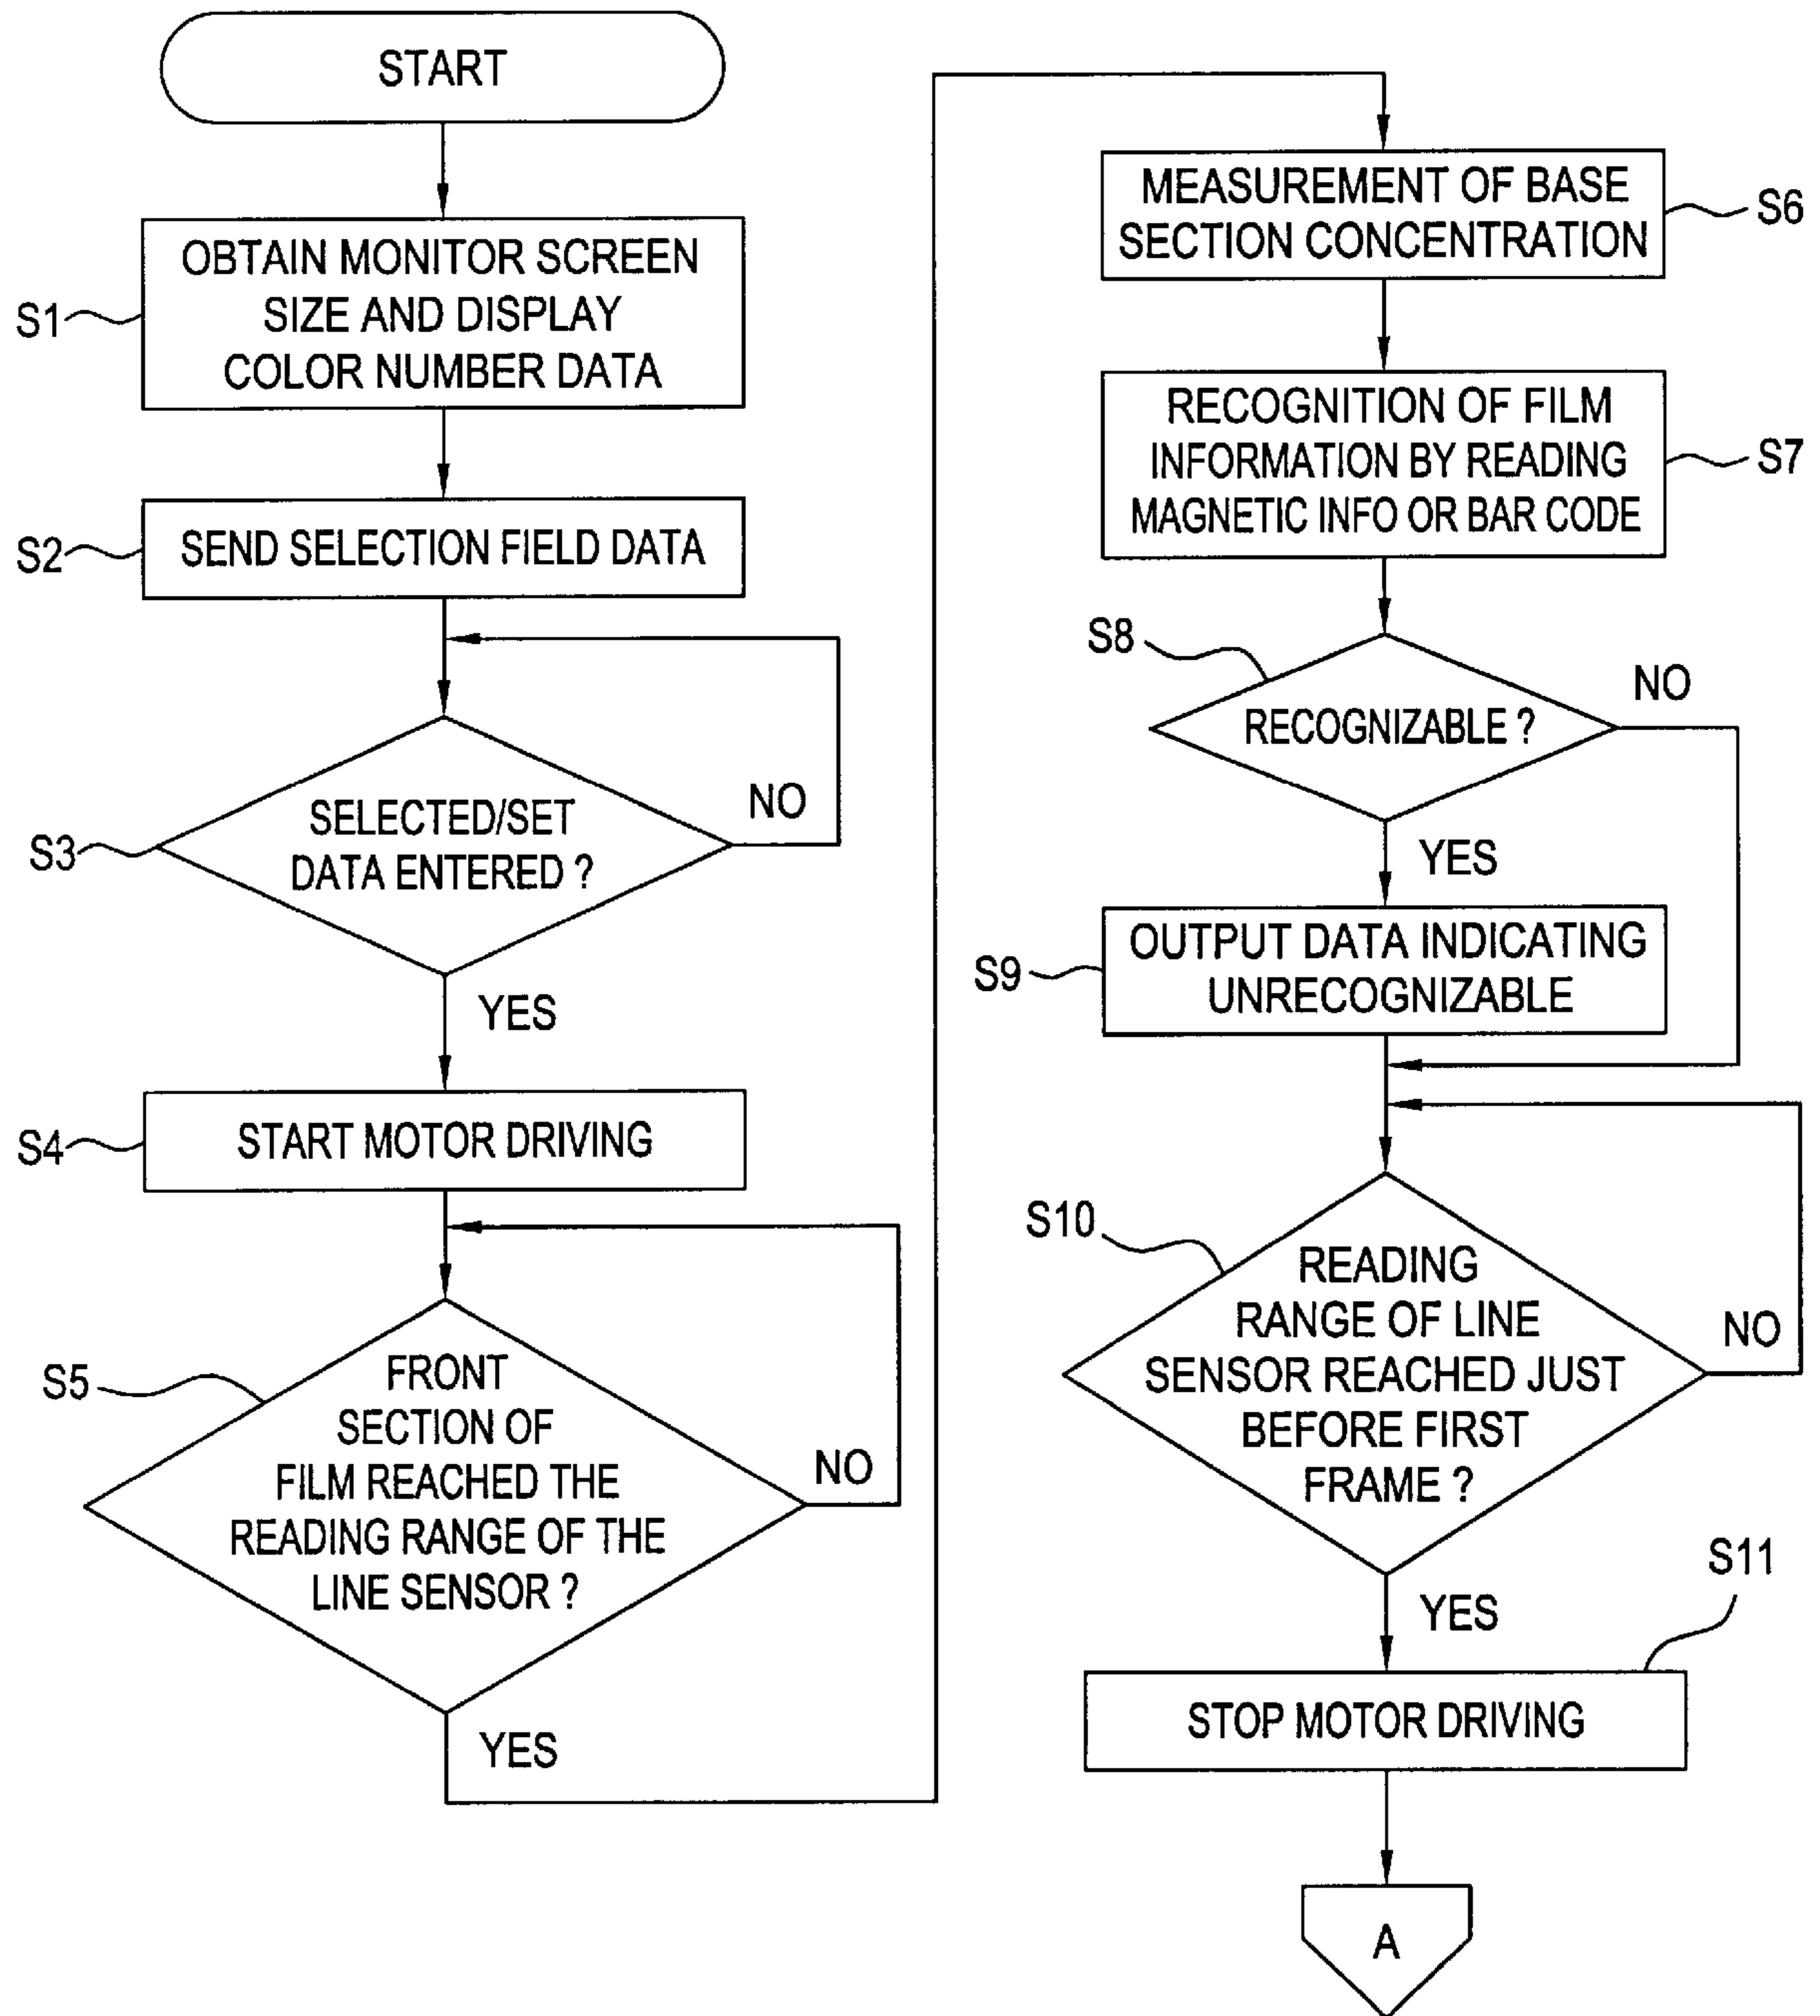 START
S1
OBTAIN MONITOR SCREEN
SIZE AND DISPLAY
COLOR NUMBER DATA
S2
SEND SELECTION FIELD DATA
S3
SELECTED/SET
DATA ENTERED ?
NO
YES
S4
START MOTOR DRIVING
S5
FRONT
SECTION OF
FILM REACHED THE
READING RANGE OF THE
LINE SENSOR ?
NO
YES
MEASUREMENT OF BASE
SECTION CONCENTRATION
S6
RECOGNITION OF FILM
INFORMATION BY READING
MAGNETIC INFO OR BAR CODE
S7
S8
RECOGNIZABLE ?
NO
YES
S9
OUTPUT DATA INDICATING
UNRECOGNIZABLE
S10
READING
RANGE OF LINE
SENSOR REACHED JUST
BEFORE FIRST
FRAME ?
NO
YES
S11
STOP MOTOR DRIVING
A